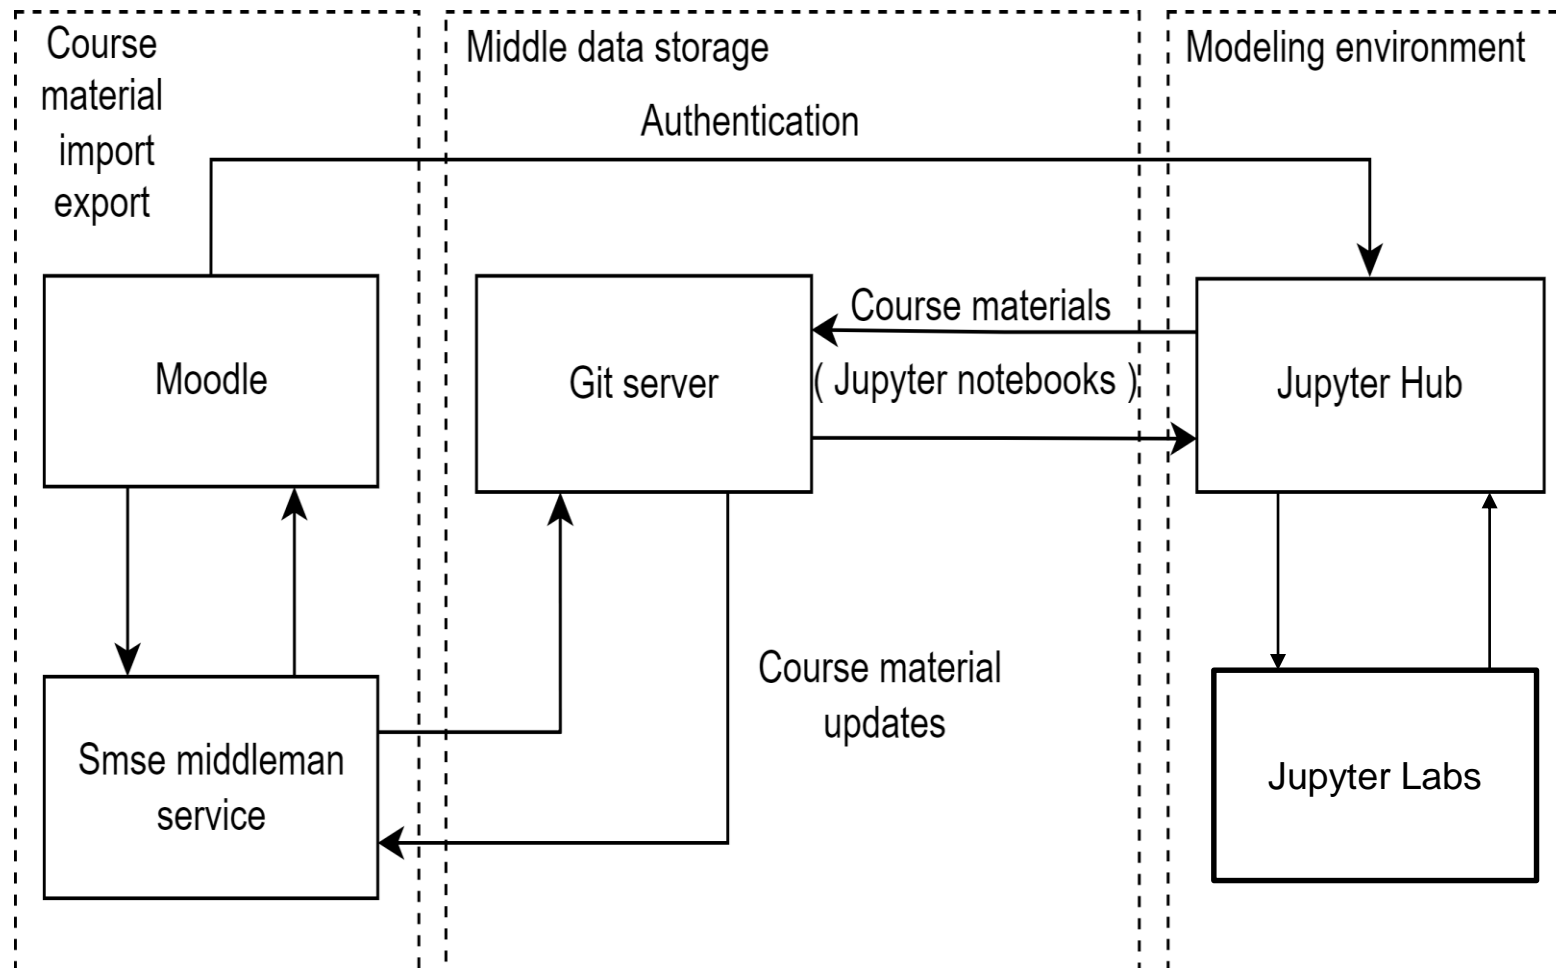 Course
material
import
export
Middle data storage
Modeling environment
Authentication
Moodle
Git server
Course materials
( Jupyter notebooks )
Jupyter Hub
Smse middleman
service
Course material
updates
Jupyter Labs